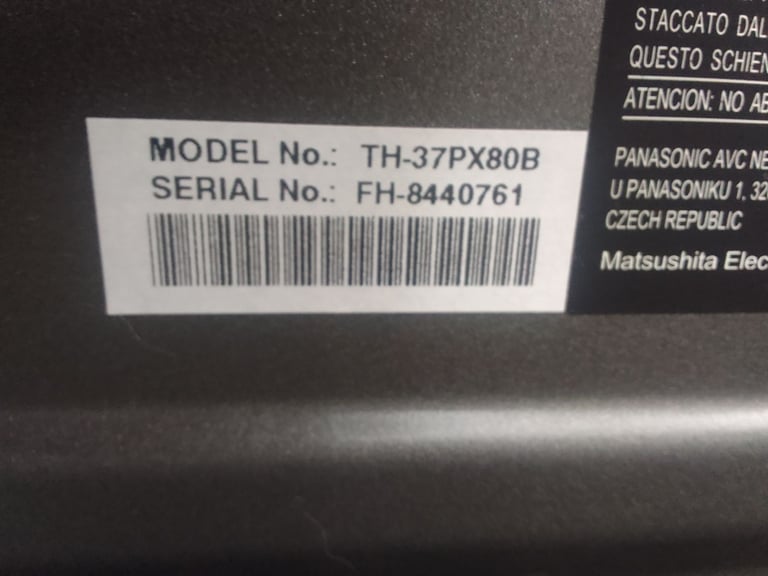 MODEL No.: TH-37PX80B
SERIAL No.: FH-8440761
STACCATO DAL
QUESTO SCHIEN
ATENCION: NO AB
PANASONIC AVC NE
U PANASONIKU 1, 320
CZECH REPUBLIC
Matsushita Elec